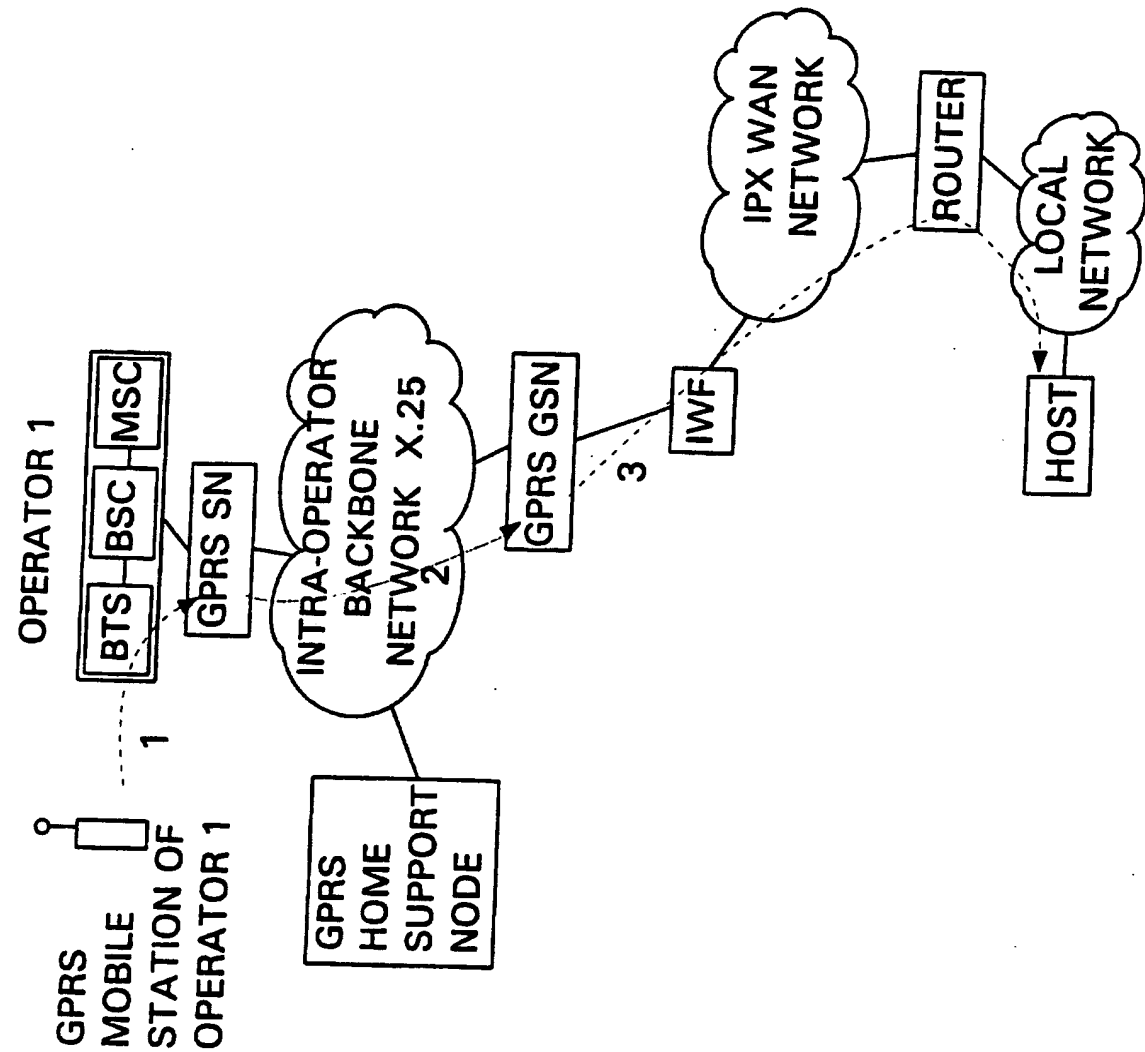 OPERATOR 1
BTS
BSC
MSC
GPRS
MOBILE
STATION OF
OPERATOR 1
1
GPRS SN
INTRA-OPERATOR
BACKBONE
NETWORK X.25
2
GPRS
HOME
SUPPORT
NODE
GPRS GSN
3
IWF
IPX WAN
NETWORK
ROUTER
LOCAL
NETWORK
HOST